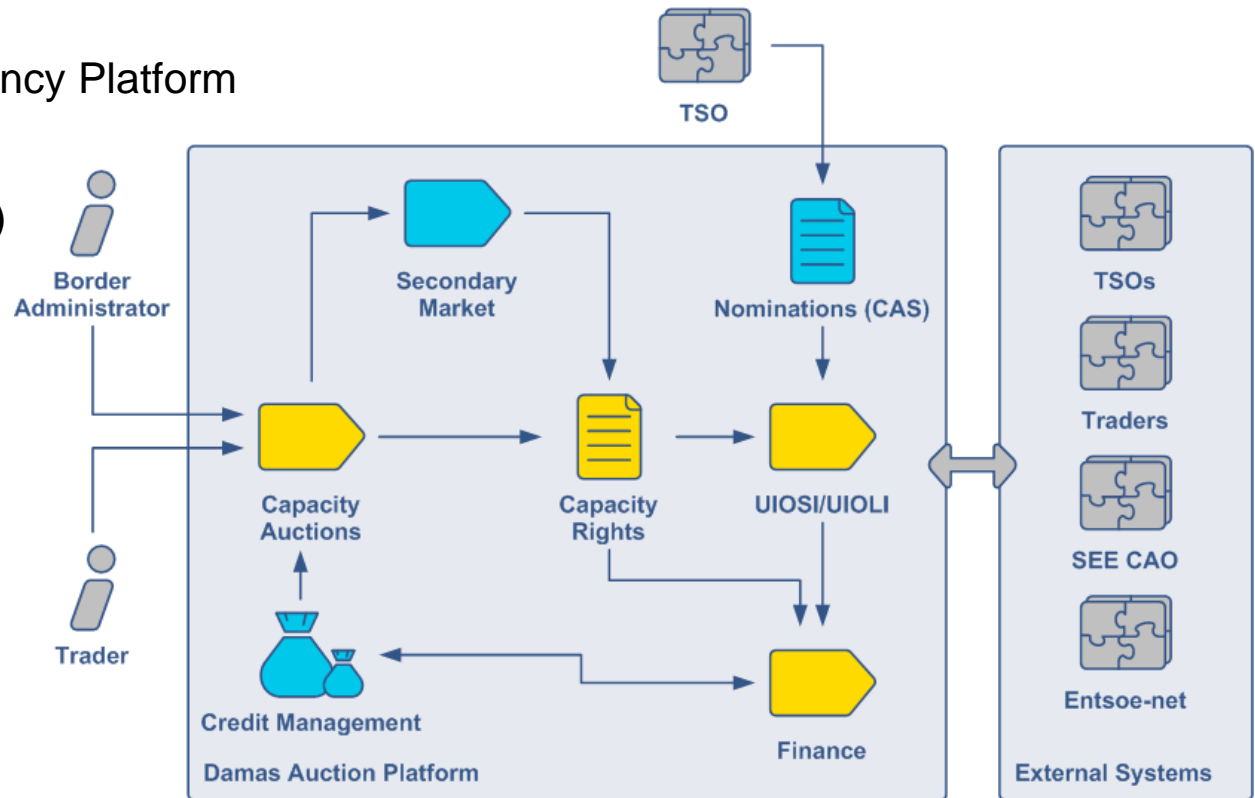 ncy Platform
)
TSO
Border
Administrator
Secondary
Market
Nominations (CAS)
TSOs
Traders
Capacity
Auctions
Capacity
Rights
UIOSI/UIOLI
SEE CAO
Trader
Credit Management
Finance
Entsoe-net
Damas Auction Platform
External Systems